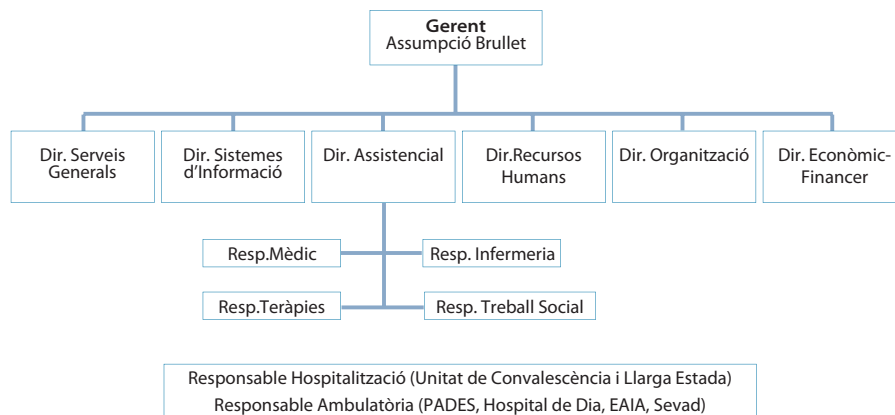 Gerent
Assumpció Brullet
Dir. Serveis
Generals
Dir. Sistemes
d'Informació
Dir. Assistencial
Dir.Recursos
Humans
Dir. Organització
Dir. Econòmic-
Financer
Resp.Mèdic
Resp. Infermeria
Resp.Teràpies
Resp. Treball Social
Responsable Hospitalització (Unitat de Convalescència i Llarga Estada)
Responsable Ambulatòria (PADES, Hospital de Dia, EAIA, Sevad)